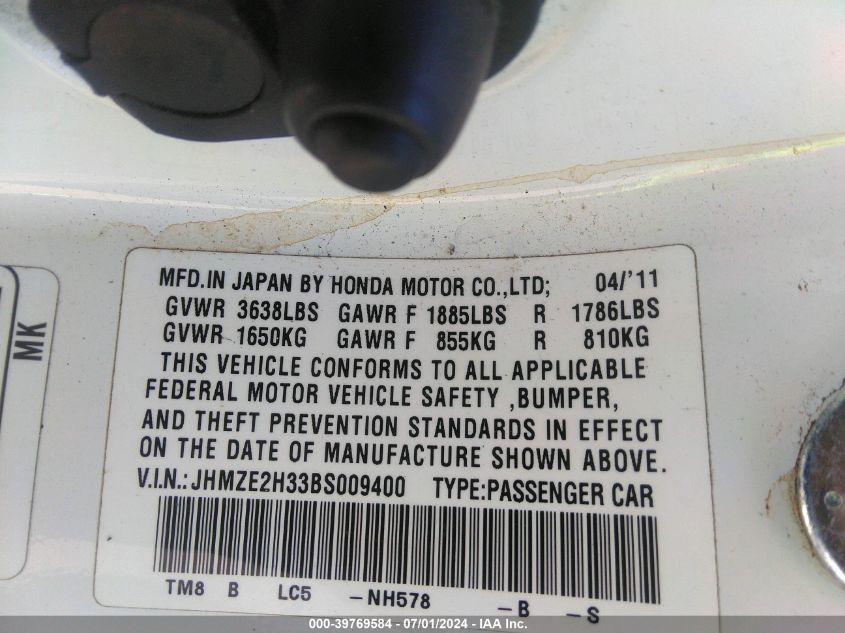 MK
MFD.IN JAPAN BY HONDA MOTOR CO.,LTD; 04/'11
GVWR 3638LBS GAWR F 1885LBS R 1786LBS
GVWR 1650KG GAWR F 855KG R 810KG
THIS VEHICLE CONFORMS TO ALL APPLICABLE
FEDERAL MOTOR VEHICLE SAFETY ,BUMPER,
AND THEFT PREVENTION STANDARDS IN EFFECT
ON THE DATE OF MANUFACTURE SHOWN ABOVE.
V.I.N.:JHMZE2H33BS009400 TYPE:PASSENGER CAR
TM8 B LC5 -NH578 -B -S
000-39769584 - 07/01/2024 - IAA Inc.